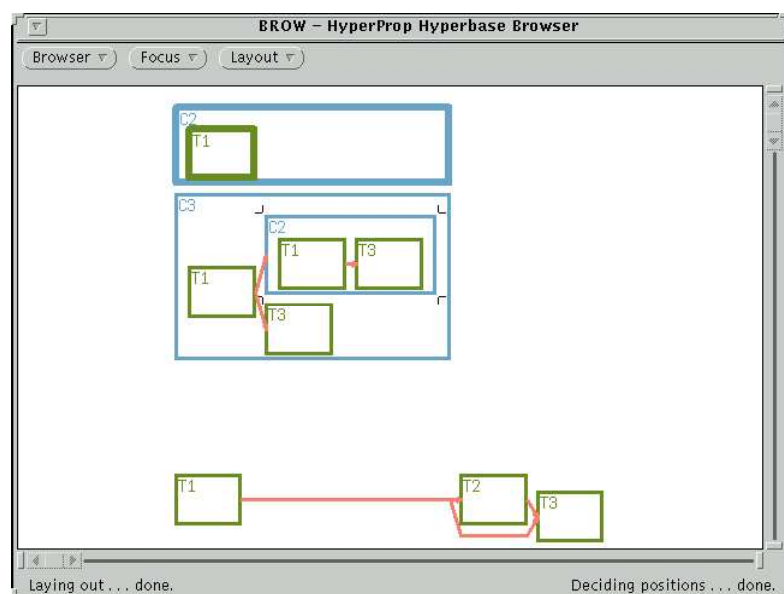 BROW – HyperProp Hyperbase Browser
Browser Focus Layout
C2
T1
C3
C2
T1 T3
T1
T3
T1 T2
T3
Laying out . . . done. Deciding positions . . . done.